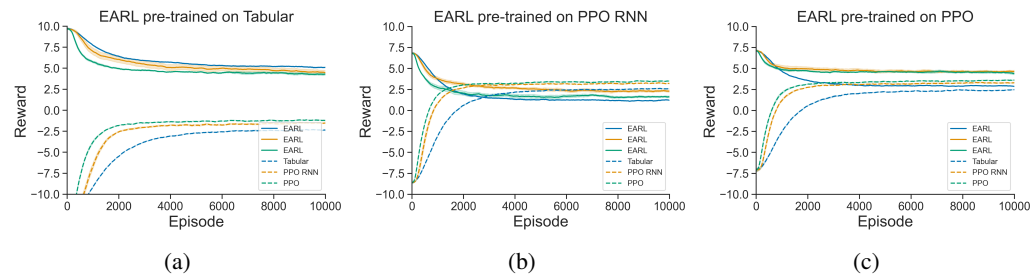 EARL pre-trained on Tabular
10.0
7.5
5.0
2.5
0.0
−2.5
−5.0
−7.5
−10.0
Reward
0 2000 4000 6000 8000 10000
Episode
EARL
EARL
EARL
Tabular
PPO RNN
PPO
(a)
EARL pre-trained on PPO RNN
10.0
7.5
5.0
2.5
0.0
−2.5
−5.0
−7.5
−10.0
Reward
0 2000 4000 6000 8000 10000
Episode
EARL
EARL
EARL
Tabular
PPO RNN
PPO
(b)
EARL pre-trained on PPO
10.0
7.5
5.0
2.5
0.0
−2.5
−5.0
−7.5
−10.0
Reward
0 2000 4000 6000 8000 10000
Episode
EARL
EARL
EARL
Tabular
PPO RNN
PPO
(c)